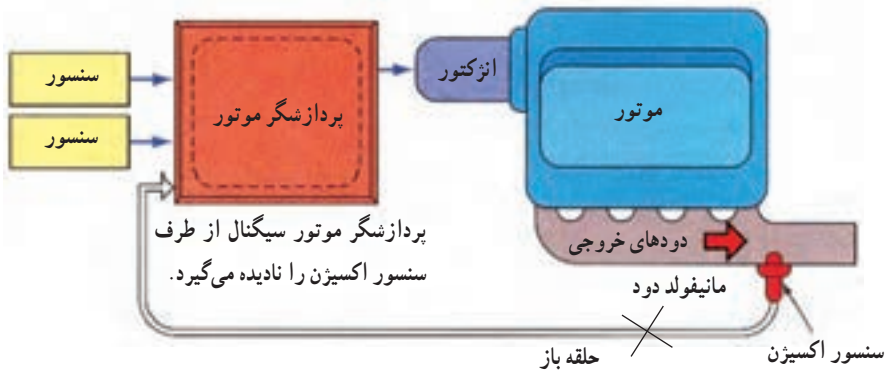 سنسور
سنسور
پردازشگر موتور
انژکتور
موتور
پردازشگر موتور سیگنال از طرف
سنسور اکسیژن را نادیده می‌گیرد.
دودهای خروجی
مانیفولد دود
سنسور اکسیژن
حلقه باز